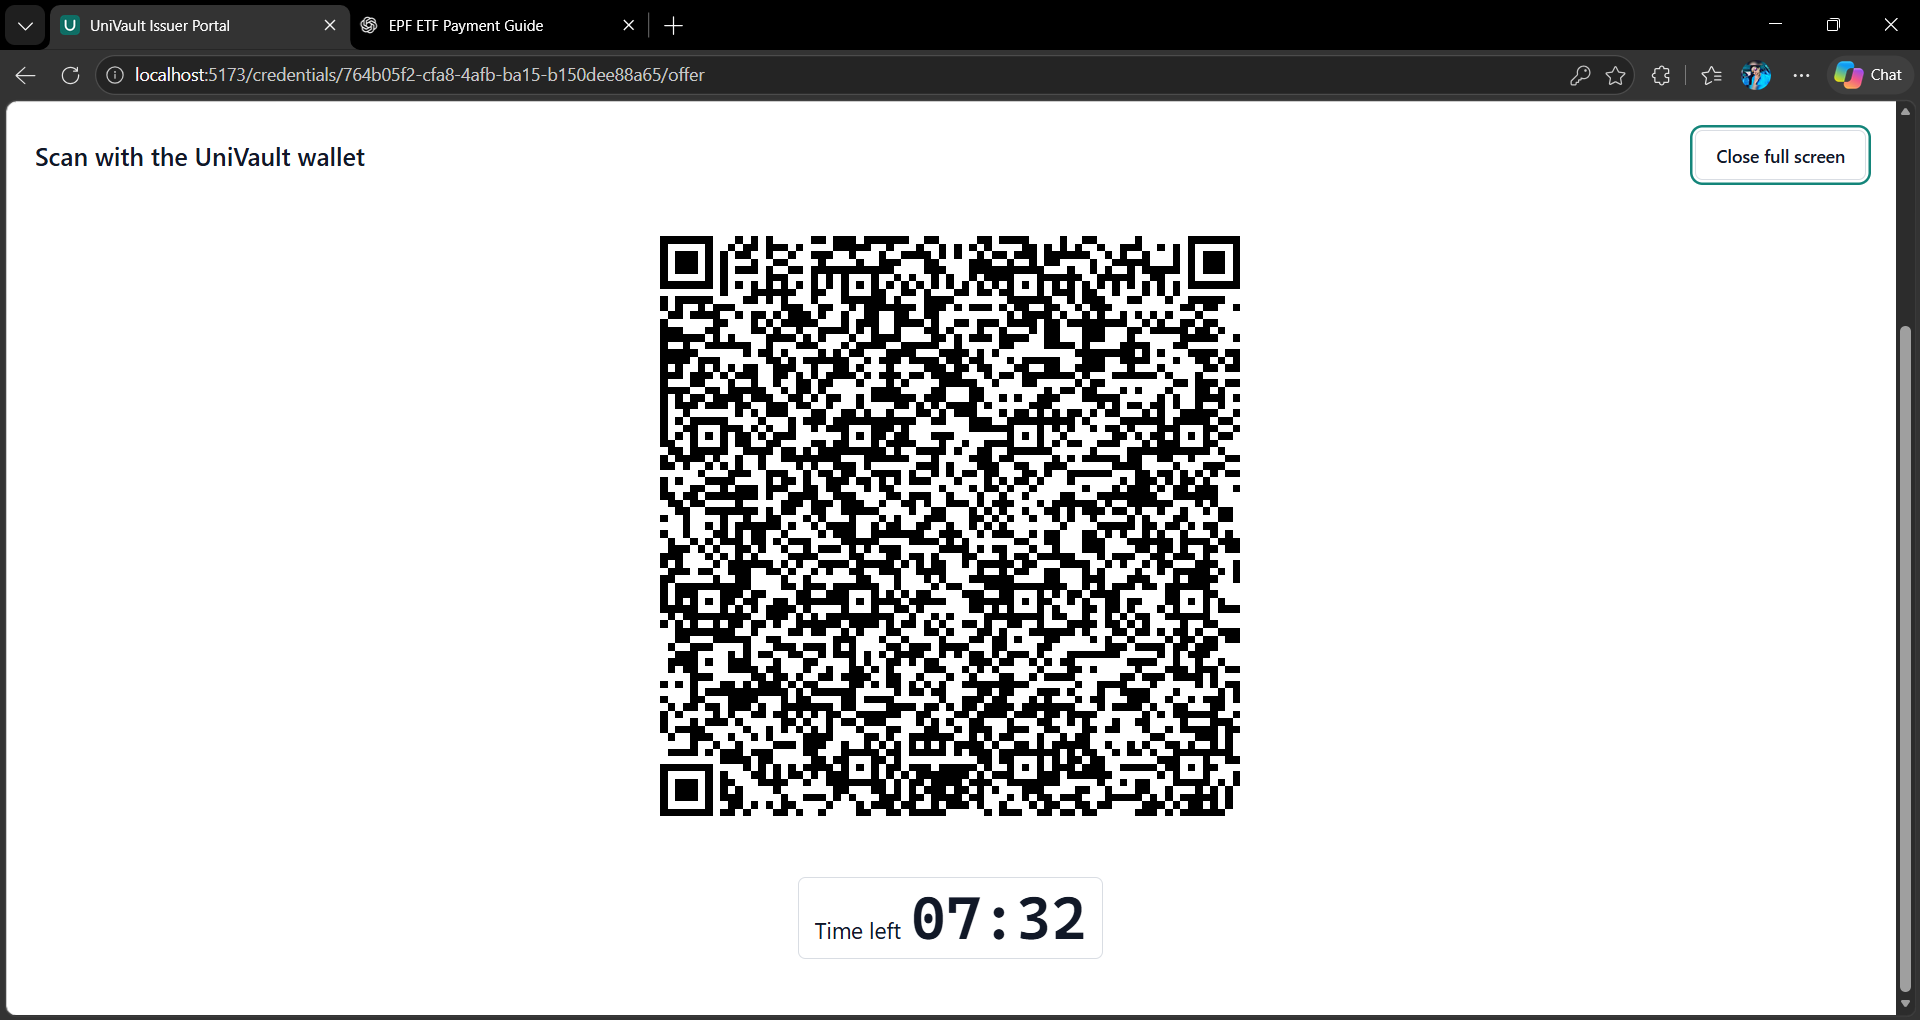 UniVault Issuer Portal
EPF ETF Payment Guide
localhost:5173/credentials/764b05f2-cfa8-4afb-ba15-b150dee88a65/offer
Chat
Scan with the UniVault wallet
Close full screen
Time left 07:32